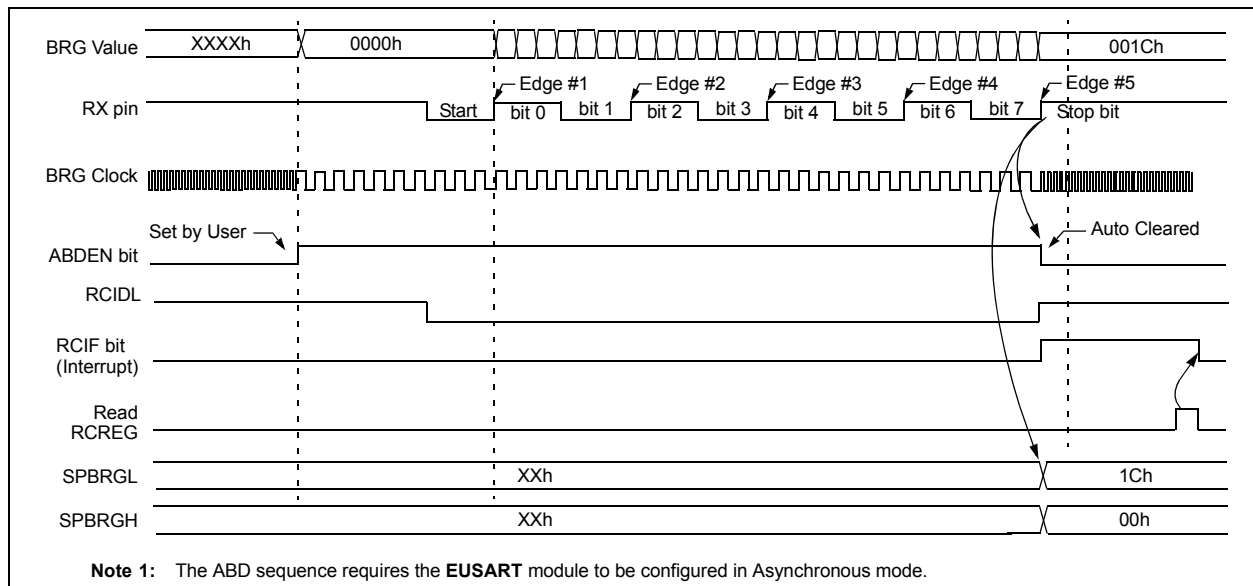 BRG Value XXXXh 0000h 001Ch
Edge #1 Edge #2 Edge #3 Edge #4 Edge #5
RX pin Start bit 0 bit 1 bit 2 bit 3 bit 4 bit 5 bit 6 bit 7 Stop bit
BRG Clock
Set by User Auto Cleared
ABDEN bit
RCIDL
RCIF bit
(Interrupt)
Read
RCREG
SPBRGL XXh 1Ch
SPBRGH XXh 00h
Note 1: The ABD sequence requires the EUSART module to be configured in Asynchronous mode.